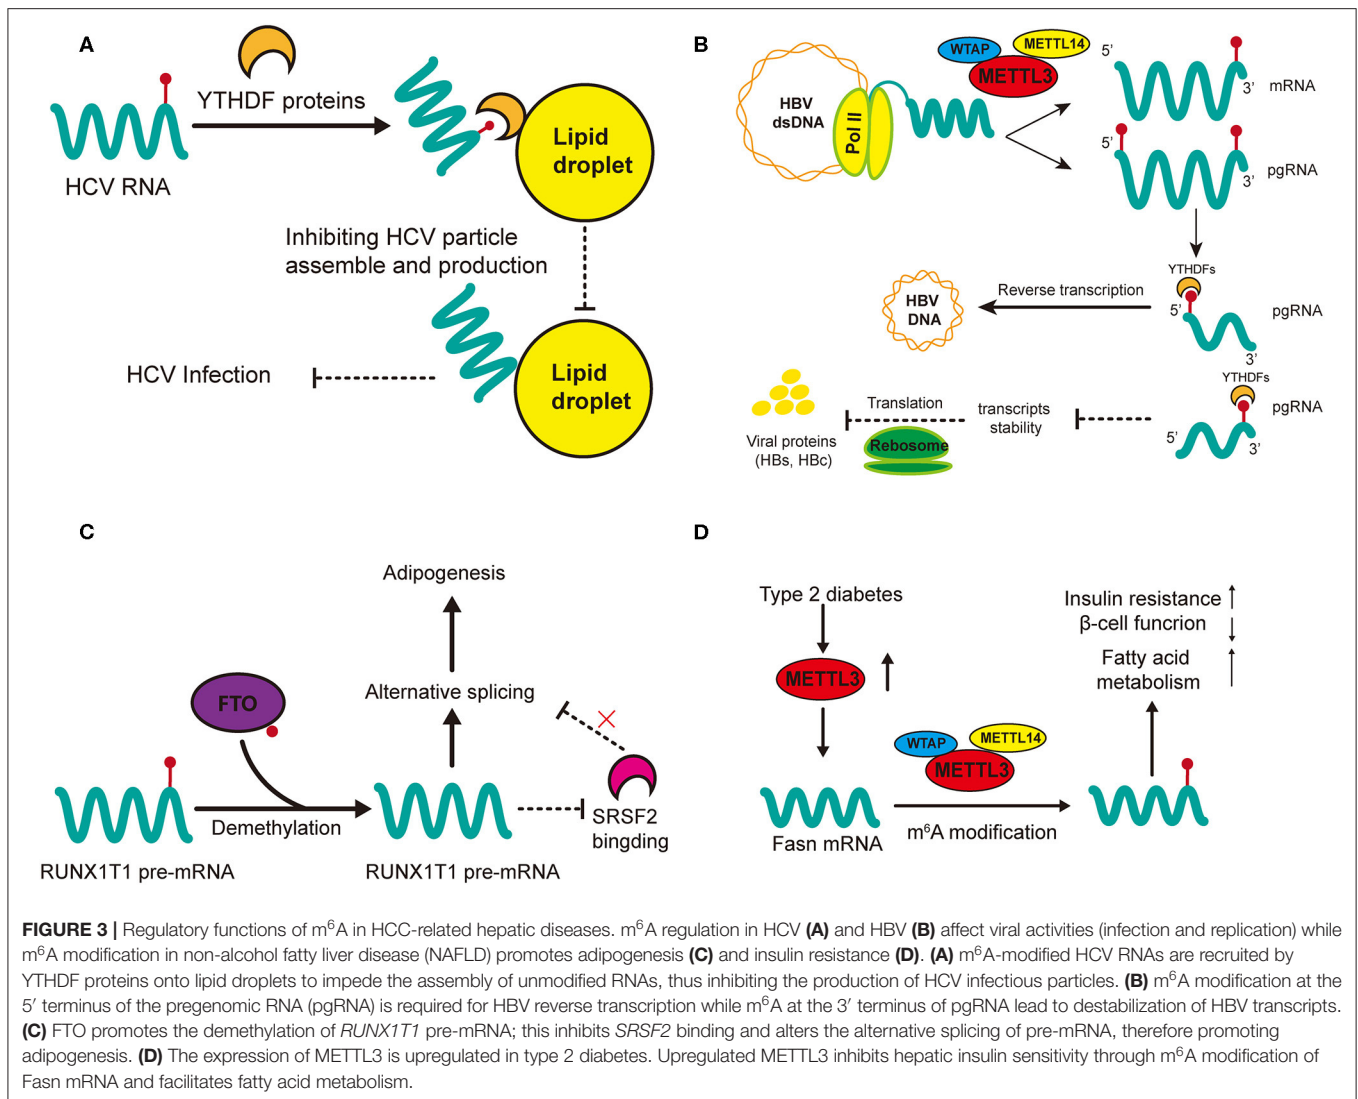 A
YTHDF proteins
HCV RNA
Lipid
droplet
Inhibiting HCV particle
assemble and production
HCV Infection
Lipid
droplet
B
HBV
dsDNA
Pol II
WTAP
METTL14
METTL3
5’
3’
mRNA
5’
3’
pgRNA
YTHDFs
5’
3’
pgRNA
Reverse transcription
HBV
DNA
YTHDFs
5’
3’
pgRNA
transcripts
stability
Translation
Rebosome
Viral proteins
(HBs, HBc)
C
Adipogenesis
Alternative splicing
FTO
Demethylation
RUNX1T1 pre-mRNA
RUNX1T1 pre-mRNA
SRSF2
bingding
D
Type 2 diabetes
METTL3
Fasn mRNA
WTAP
METTL14
METTL3
m⁶A modification
Insulin resistance
β-cell funcrion
Fatty acid
metabolism
FIGURE 3 | Regulatory functions of m⁶A in HCC-related hepatic diseases. m⁶A regulation in HCV (A) and HBV (B) affect viral activities (infection and replication) while
m⁶A modification in non-alcohol fatty liver disease (NAFLD) promotes adipogenesis (C) and insulin resistance (D). (A) m⁶A-modified HCV RNAs are recruited by
YTHDF proteins onto lipid droplets to impede the assembly of unmodified RNAs, thus inhibiting the production of HCV infectious particles. (B) m⁶A modification at the
5′ terminus of the pregenomic RNA (pgRNA) is required for HBV reverse transcription while m⁶A at the 3′ terminus of pgRNA lead to destabilization of HBV transcripts.
(C) FTO promotes the demethylation of RUNX1T1 pre-mRNA; this inhibits SRSF2 binding and alters the alternative splicing of pre-mRNA, therefore promoting
adipogenesis. (D) The expression of METTL3 is upregulated in type 2 diabetes. Upregulated METTL3 inhibits hepatic insulin sensitivity through m⁶A modification of
Fasn mRNA and facilitates fatty acid metabolism.